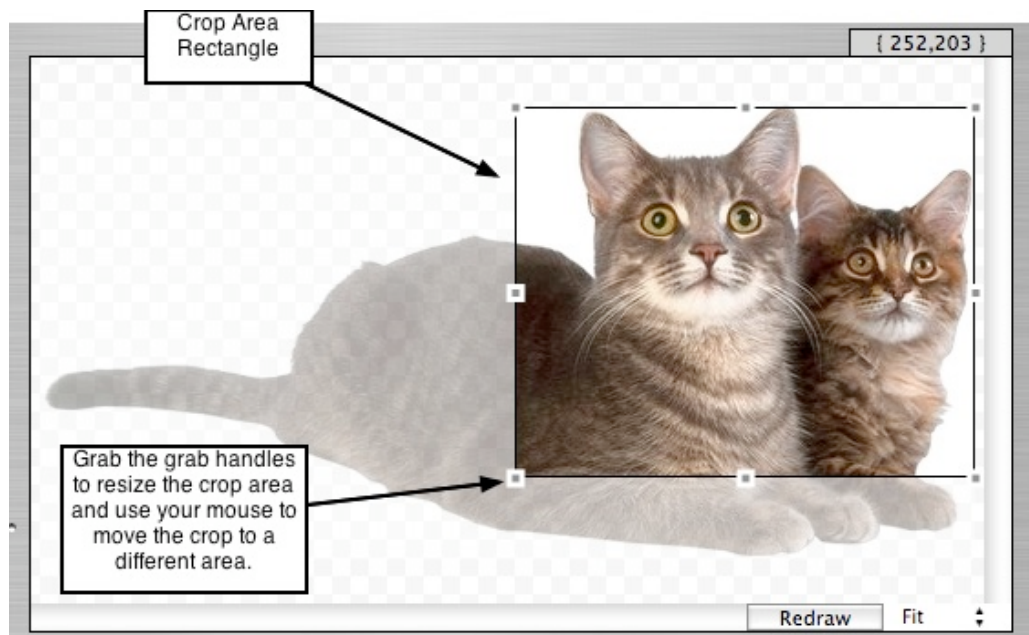 Crop Area
Rectangle
{ 252,203 }
Grab the grab handles
to resize the crop area
and use your mouse to
move the crop to a
different area.
Redraw
Fit